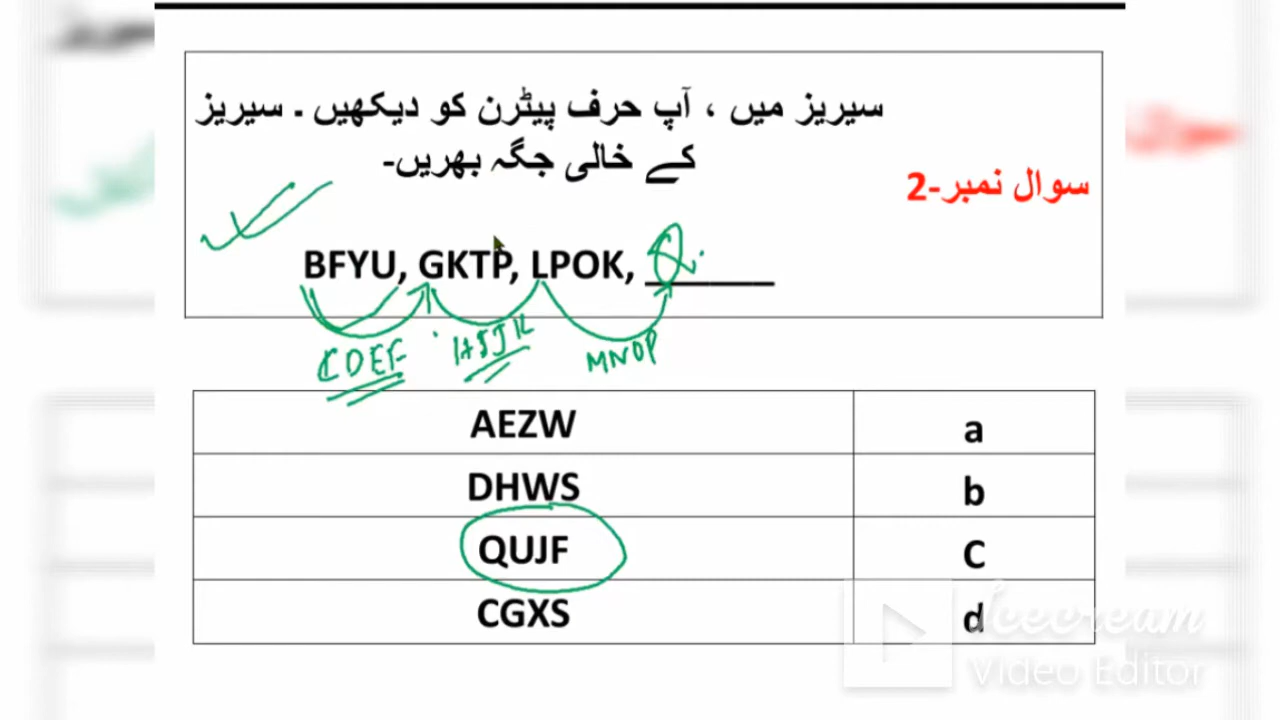 سیریز میں ، آپ حرف پیٹرن کو دیکھیں ۔ سیریز
کے خالی جگہ بھریں-
سوال نمبر-2
BFYU, GKTP, LPOK, ______
Q
CDEF
HIJK
MNOP
AEZW a
DHWS b
QUJF C
CGXS d
Icecream
Video Editor